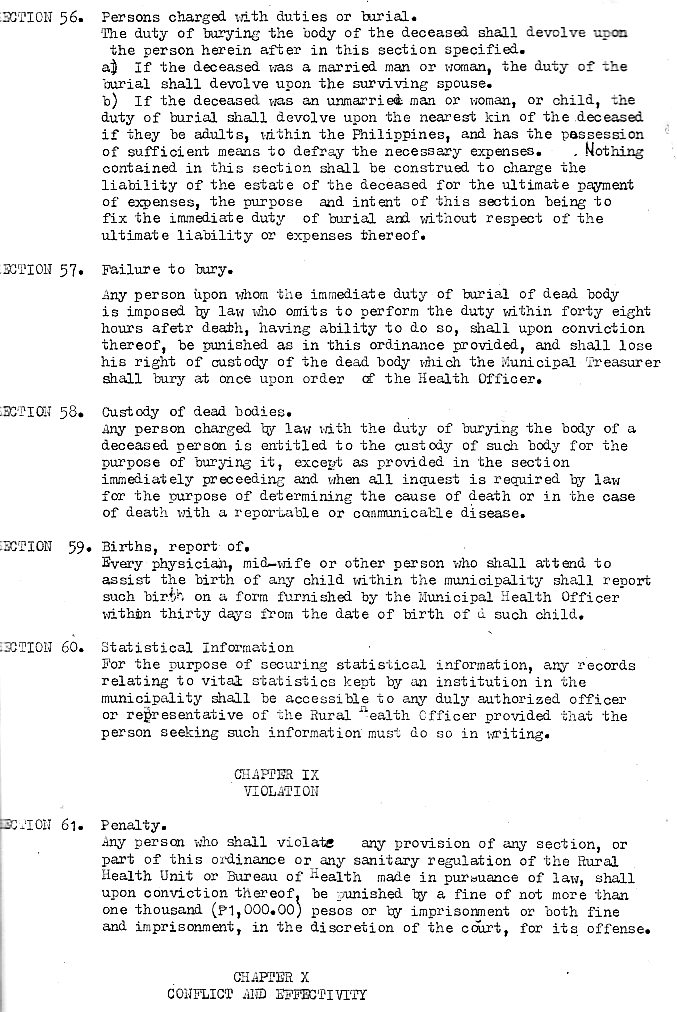 ECTION 56. Persons charged with duties or burial.
The duty of burying the body of the deceased shall devolve upon
the person herein after in this section specified.
a) If the deceased was a married man or woman, the duty of the
burial shall devolve upon the surviving spouse.
b) If the deceased was an unmarried man or woman, or child, the
duty of burial shall devolve upon the nearest kin of the deceased
if they be adults, within the Philippines, and has the possession
of sufficient means to defray the necessary expenses. . Nothing
contained in this section shall be construed to charge the
liability of the estate of the deceased for the ultimate payment
of expenses, the purpose and intent of this section being to
fix the immediate duty of burial and without respect of the
ultimate liability or expenses thereof.
ECTION 57. Failure to bury.
Any person upon whom the immediate duty of burial of dead body
is imposed by law who omits to perform the duty within forty eight
hours afetr death, having ability to do so, shall upon conviction
thereof, be punished as in this ordinance provided, and shall lose
his right of custody of the dead body which the Municipal Treasurer
shall bury at once upon order of the Health Officer.
ECTION 58. Custody of dead bodies.
Any person charged by law with the duty of burying the body of a
deceased person is entitled to the custody of such body for the
purpose of burying it, except as provided in the section
immediately preceeding and when all inquest is required by law
for the purpose of determining the cause of death or in the case
of death with a reportable or communicable disease.
ECTION 59. Births, report of.
Every physician, mid-wife or other person who shall attend to
assist the birth of any child within the municipality shall report
such birth on a form furnished by the Municipal Health Officer
within thirty days from the date of birth of d such child.
ECTION 60. Statistical Information
For the purpose of securing statistical information, any records
relating to vital statistics kept by an institution in the
municipality shall be accessible to any duly authorized officer
or representative of the Rural Health Officer provided that the
person seeking such information must do so in writing.
CHAPTER IX
VIOLATION
ECTION 61. Penalty.
Any person who shall violate any provision of any section, or
part of this ordinance or any sanitary regulation of the Rural
Health Unit or Bureau of Health made in pursuance of law, shall
upon conviction thereof, be punished by a fine of not more than
one thousand (₱1,000.00) pesos or by imprisonment or both fine
and imprisonment, in the discretion of the court, for its offense.
CHAPTER X
CONFLICT AND EFFECTIVITY